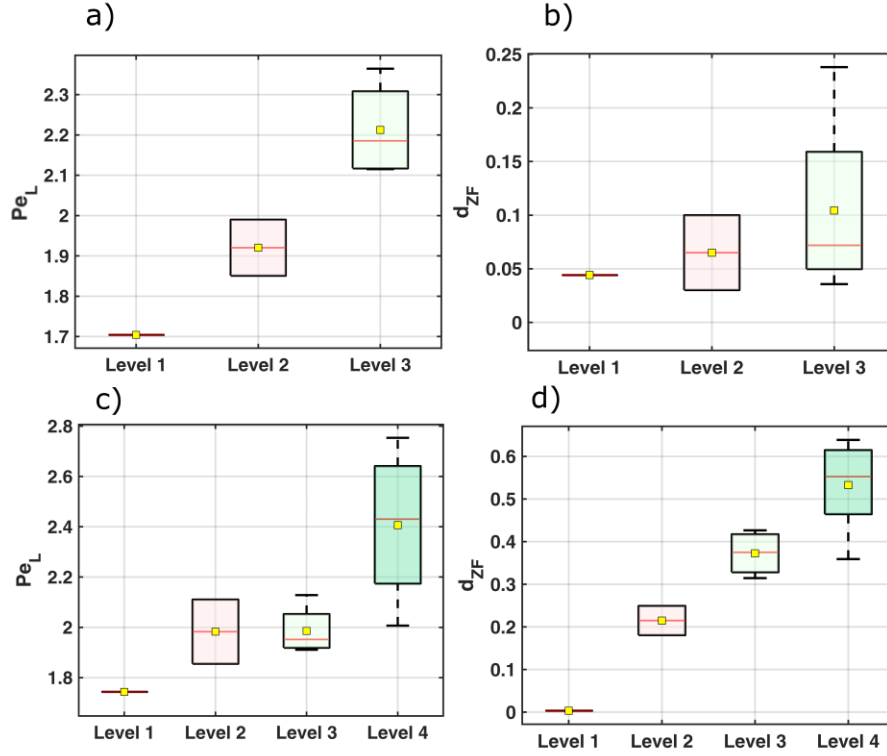 a)
2.3
2.2
2.1
2
1.9
1.8
1.7
Pe_L
Level 1 Level 2 Level 3
b)
0.25
0.2
0.15
0.1
0.05
0
d_ZF
Level 1 Level 2 Level 3
c)
2.8
2.6
2.4
2.2
2
1.8
Pe_L
Level 1 Level 2 Level 3 Level 4
d)
0.6
0.5
0.4
0.3
0.2
0.1
0
d_ZF
Level 1 Level 2 Level 3 Level 4